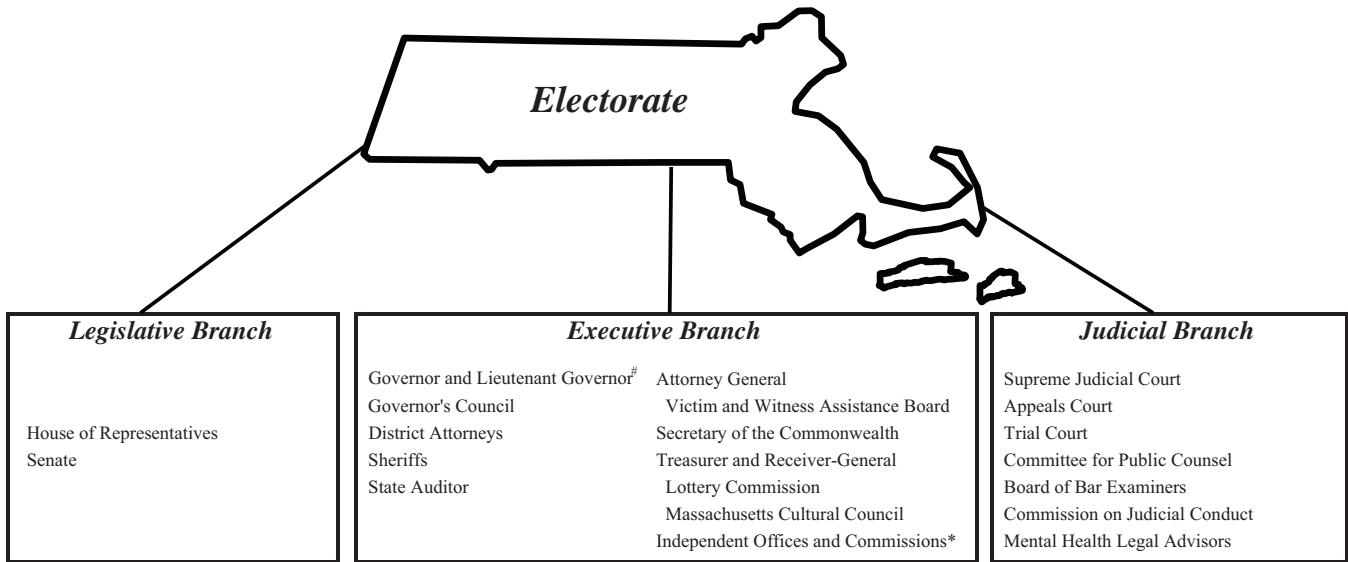 Electorate
Legislative Branch
House of Representatives
Senate
Executive Branch
Governor and Lieutenant Governor#
Governor's Council
District Attorneys
Sheriffs
State Auditor
Attorney General
Victim and Witness Assistance Board
Secretary of the Commonwealth
Treasurer and Receiver-General
Lottery Commission
Massachusetts Cultural Council
Independent Offices and Commissions*
Judicial Branch
Supreme Judicial Court
Appeals Court
Trial Court
Committee for Public Counsel
Board of Bar Examiners
Commission on Judicial Conduct
Mental Health Legal Advisors